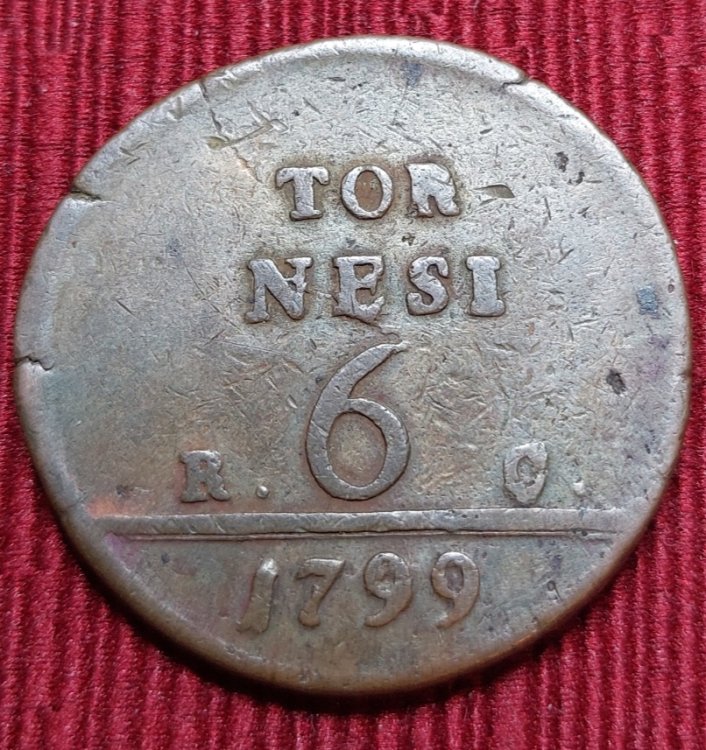 TOR-
NESI
6
R. C.
1799